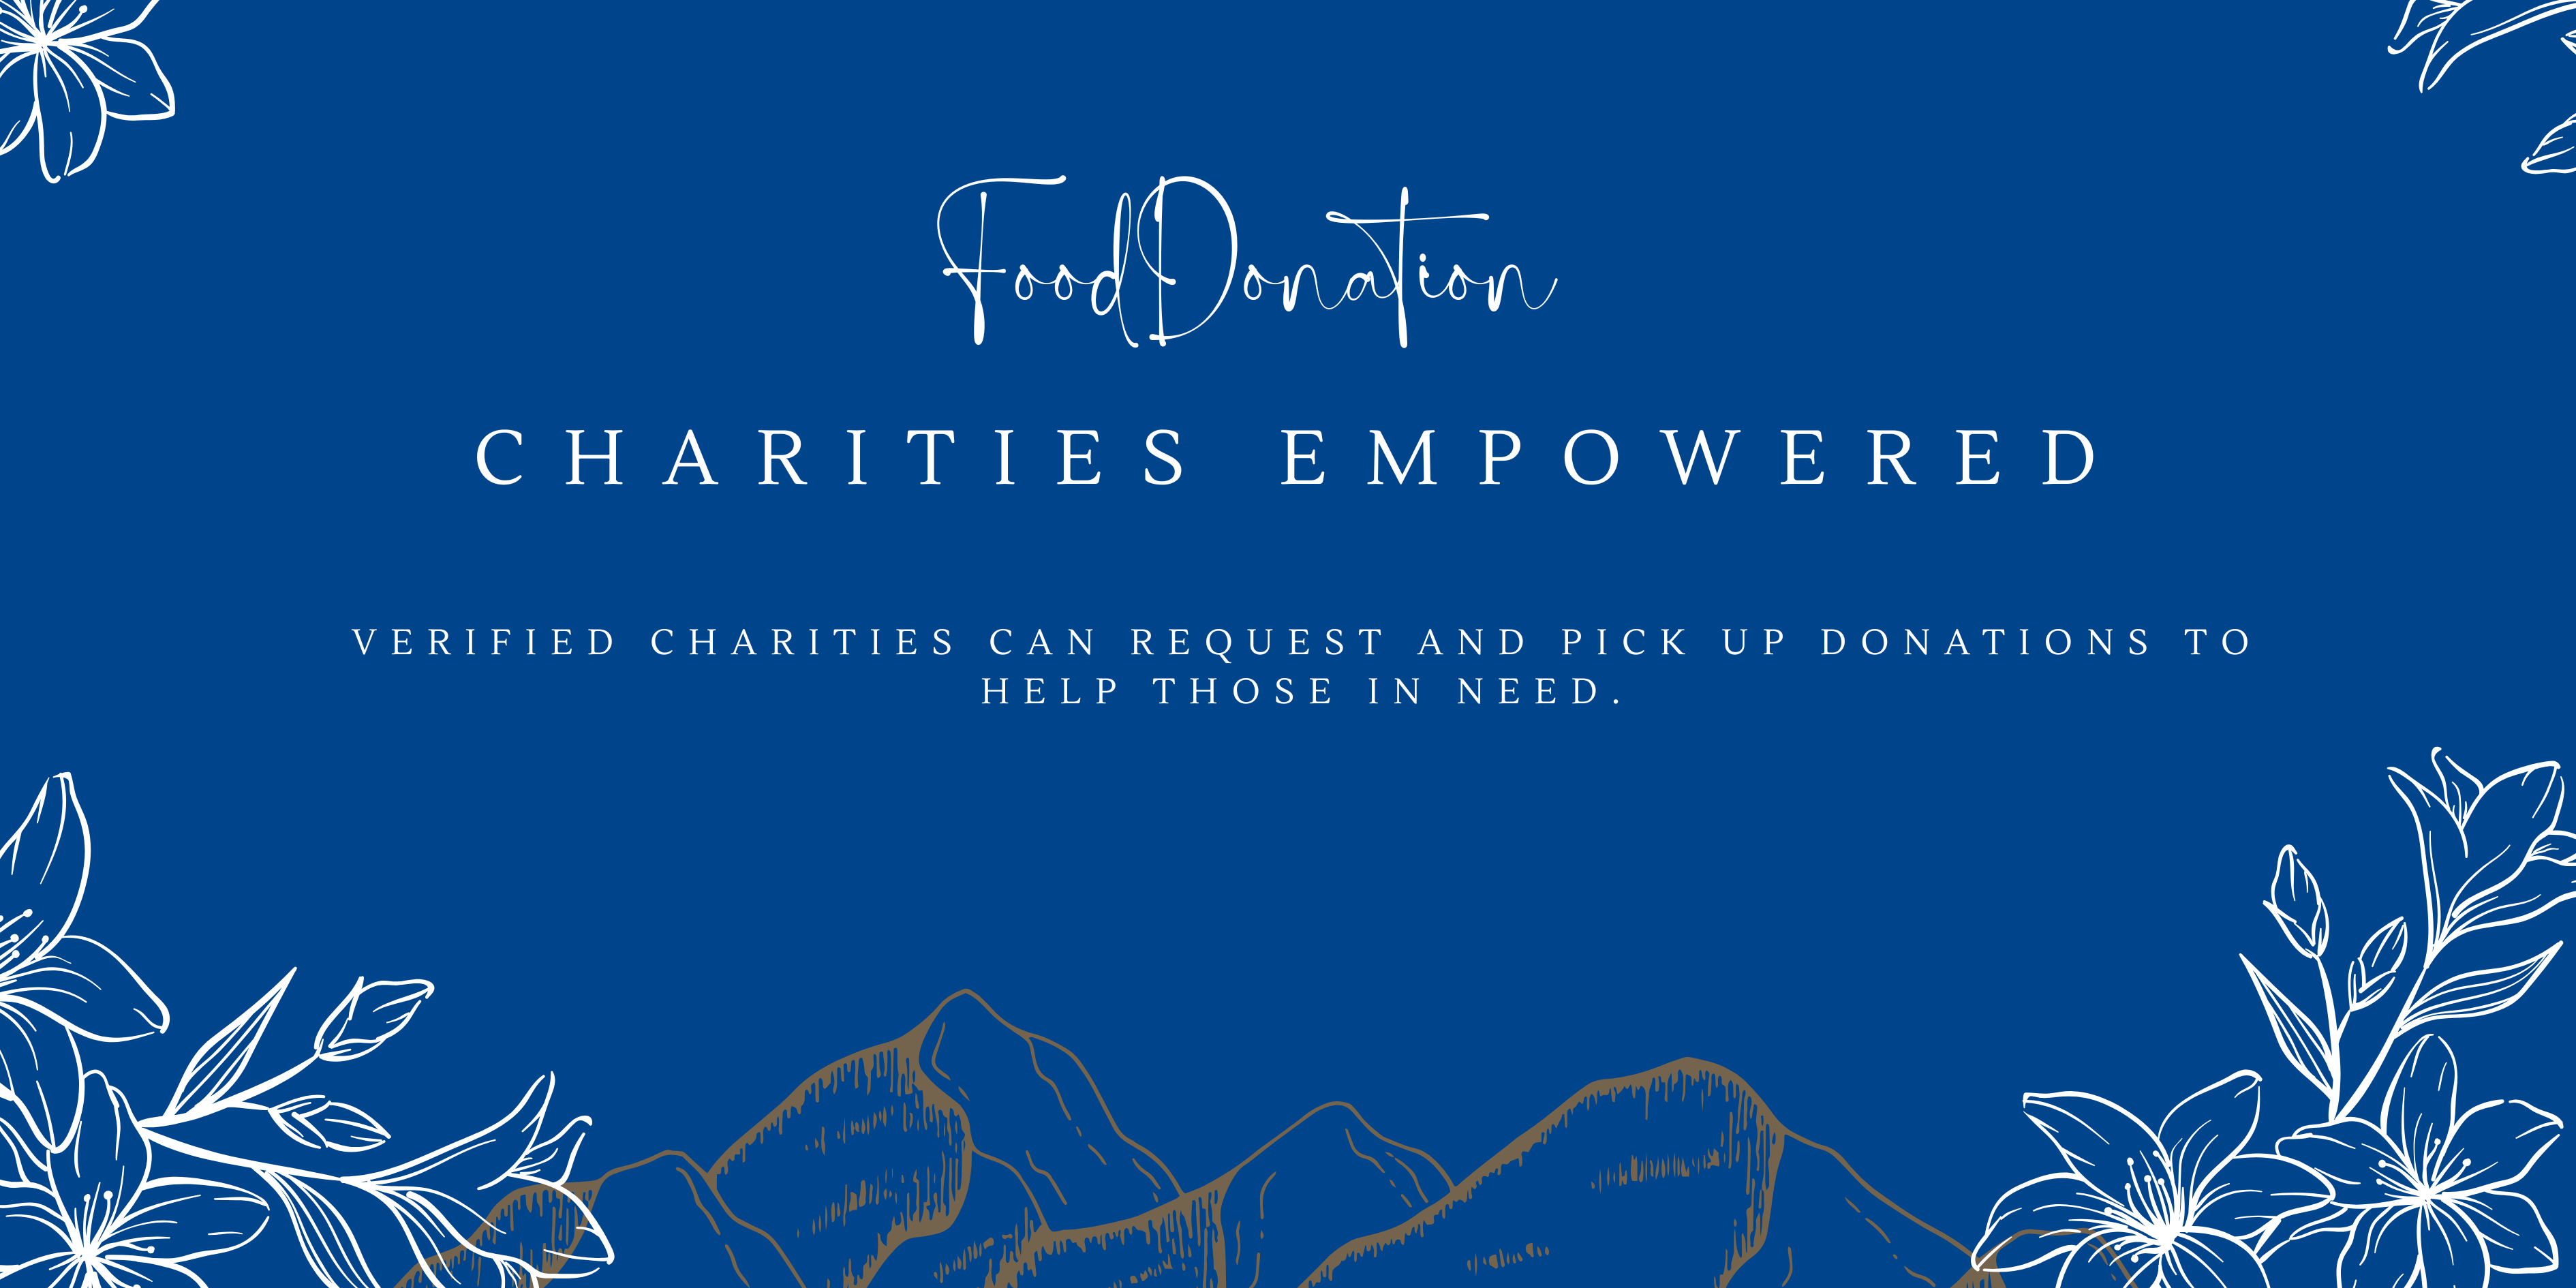 FoodDonation
CHARITIES EMPOWERED
VERIFIED CHARITIES CAN REQUEST AND PICK UP DONATIONS TO
HELP THOSE IN NEED.